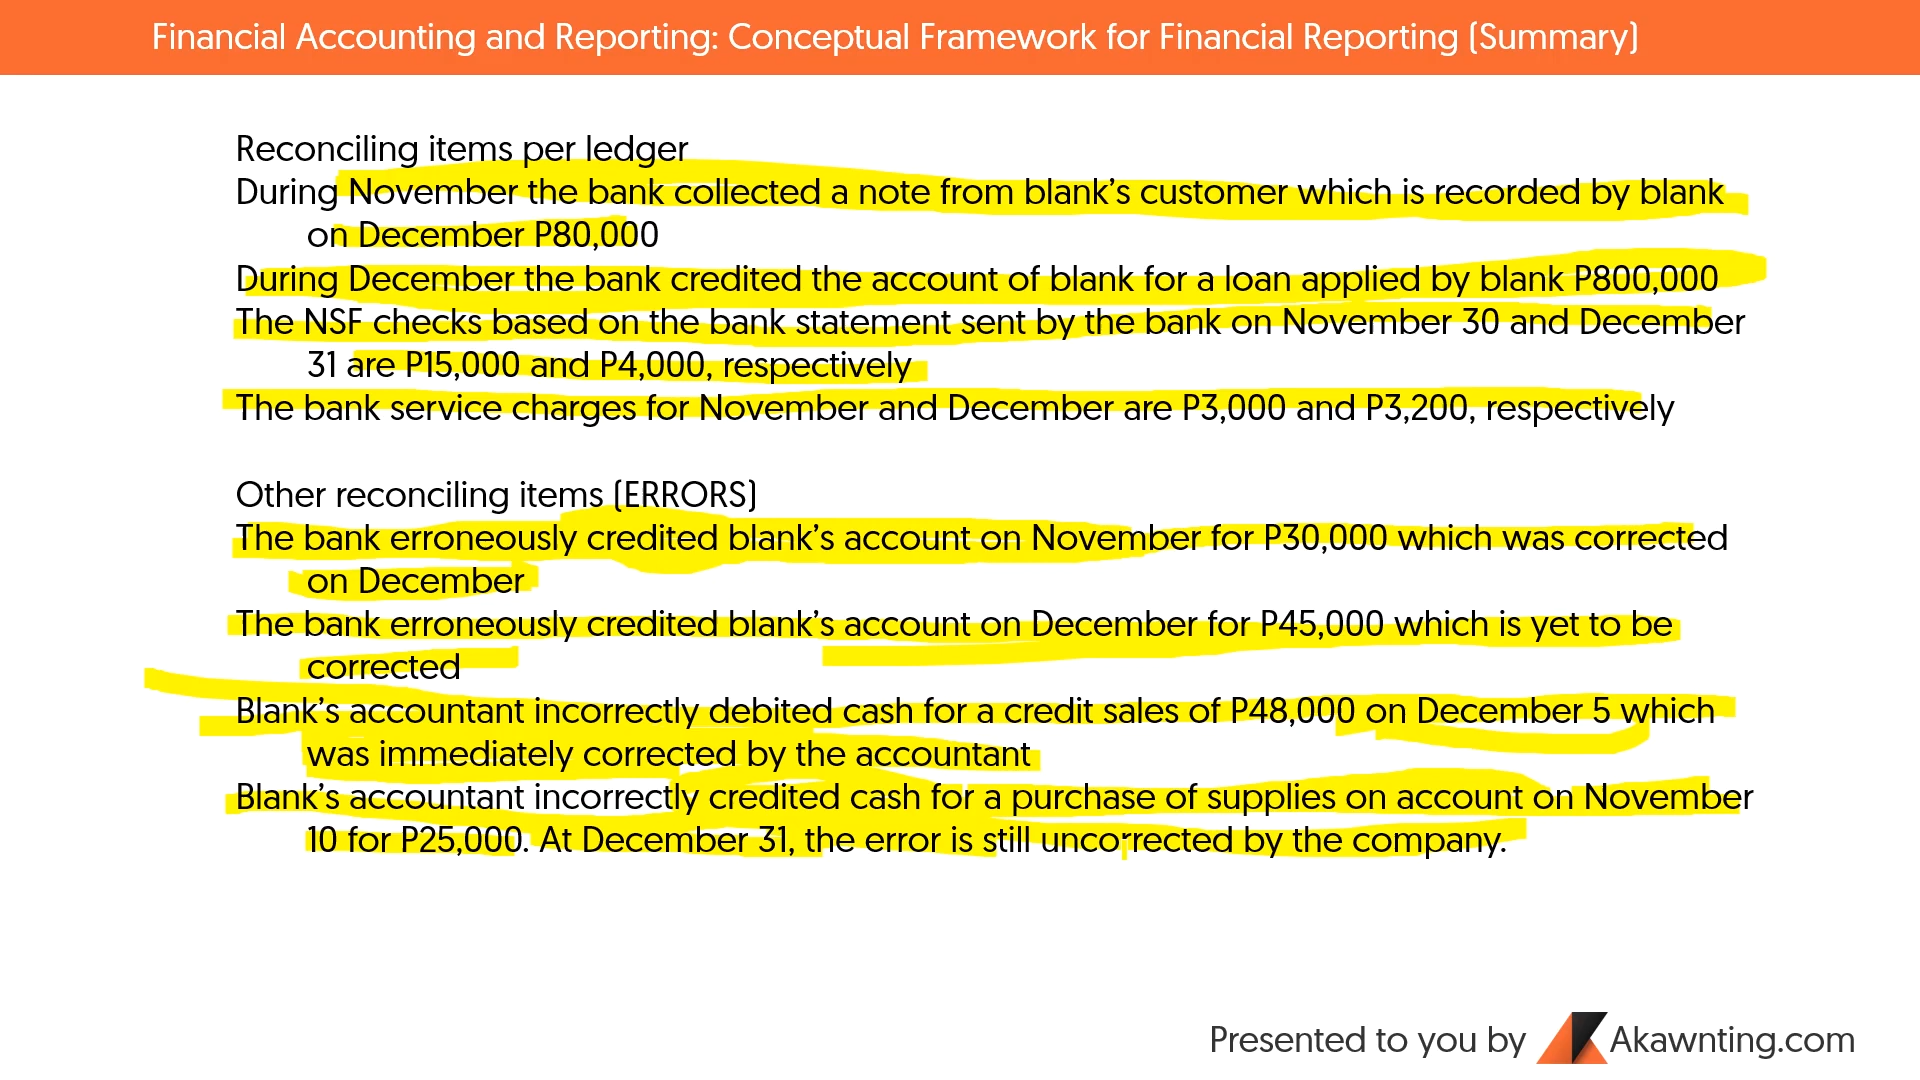 Financial Accounting and Reporting: Conceptual Framework for Financial Reporting (Summary)
Reconciling items per ledger
During November the bank collected a note from blank's customer which is recorded by blank
on December P80,000
During December the bank credited the account of blank for a loan applied by blank P800,000
The NSF checks based on the bank statement sent by the bank on November 30 and December
31 are P15,000 and P4,000, respectively
The bank service charges for November and December are P3,000 and P3,200, respectively
Other reconciling items (ERRORS)
The bank erroneously credited blank's account on November for P30,000 which was corrected
on December
The bank erroneously credited blank's account on December for P45,000 which is yet to be
corrected
Blank's accountant incorrectly debited cash for a credit sales of P48,000 on December 5 which
was immediately corrected by the accountant
Blank's accountant incorrectly credited cash for a purchase of supplies on account on November
10 for P25,000. At December 31, the error is still uncorrected by the company.
Presented to you by Akawnting.com